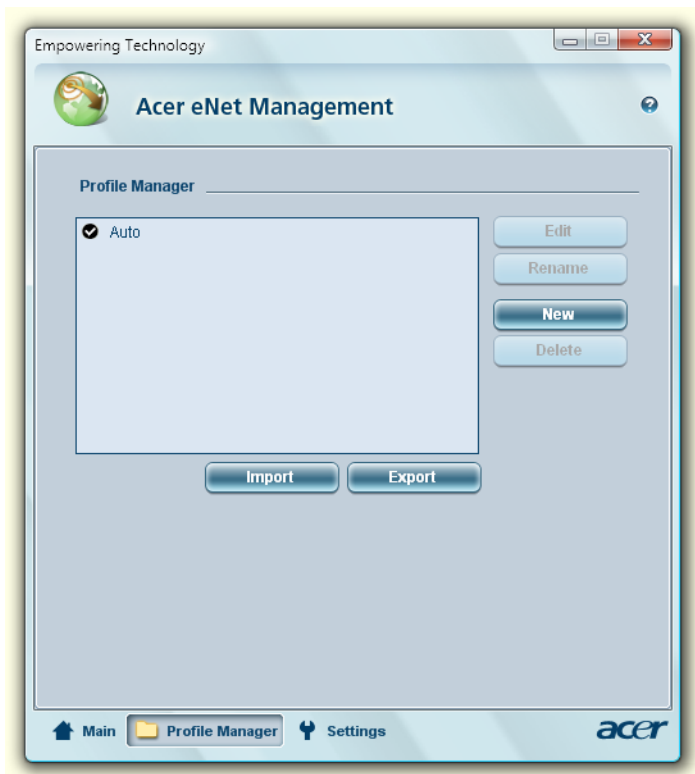 Empowering Technology
Acer eNet Management
Profile Manager
Auto
Edit
Rename
New
Delete
Import Export
Main Profile Manager Settings acer